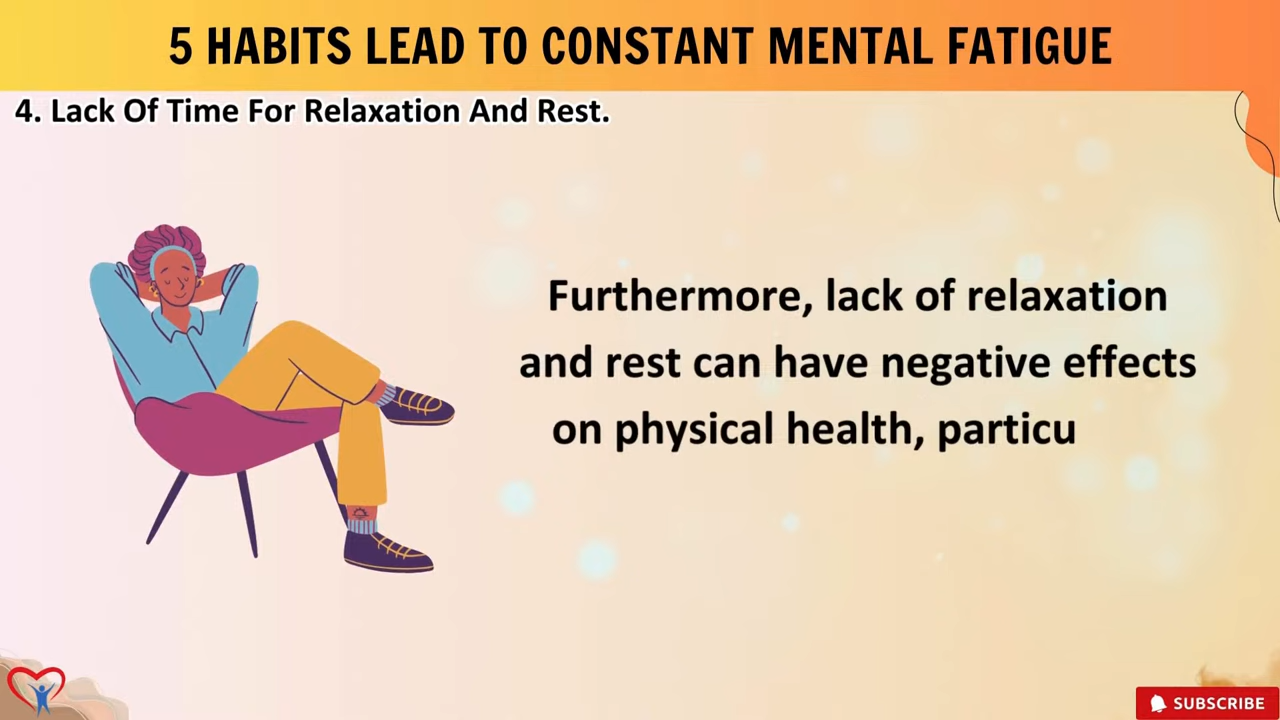 5 HABITS LEAD TO CONSTANT MENTAL FATIGUE
4. Lack Of Time For Relaxation And Rest.
Furthermore, lack of relaxation
and rest can have negative effects
on physical health, particu
SUBSCRIBE